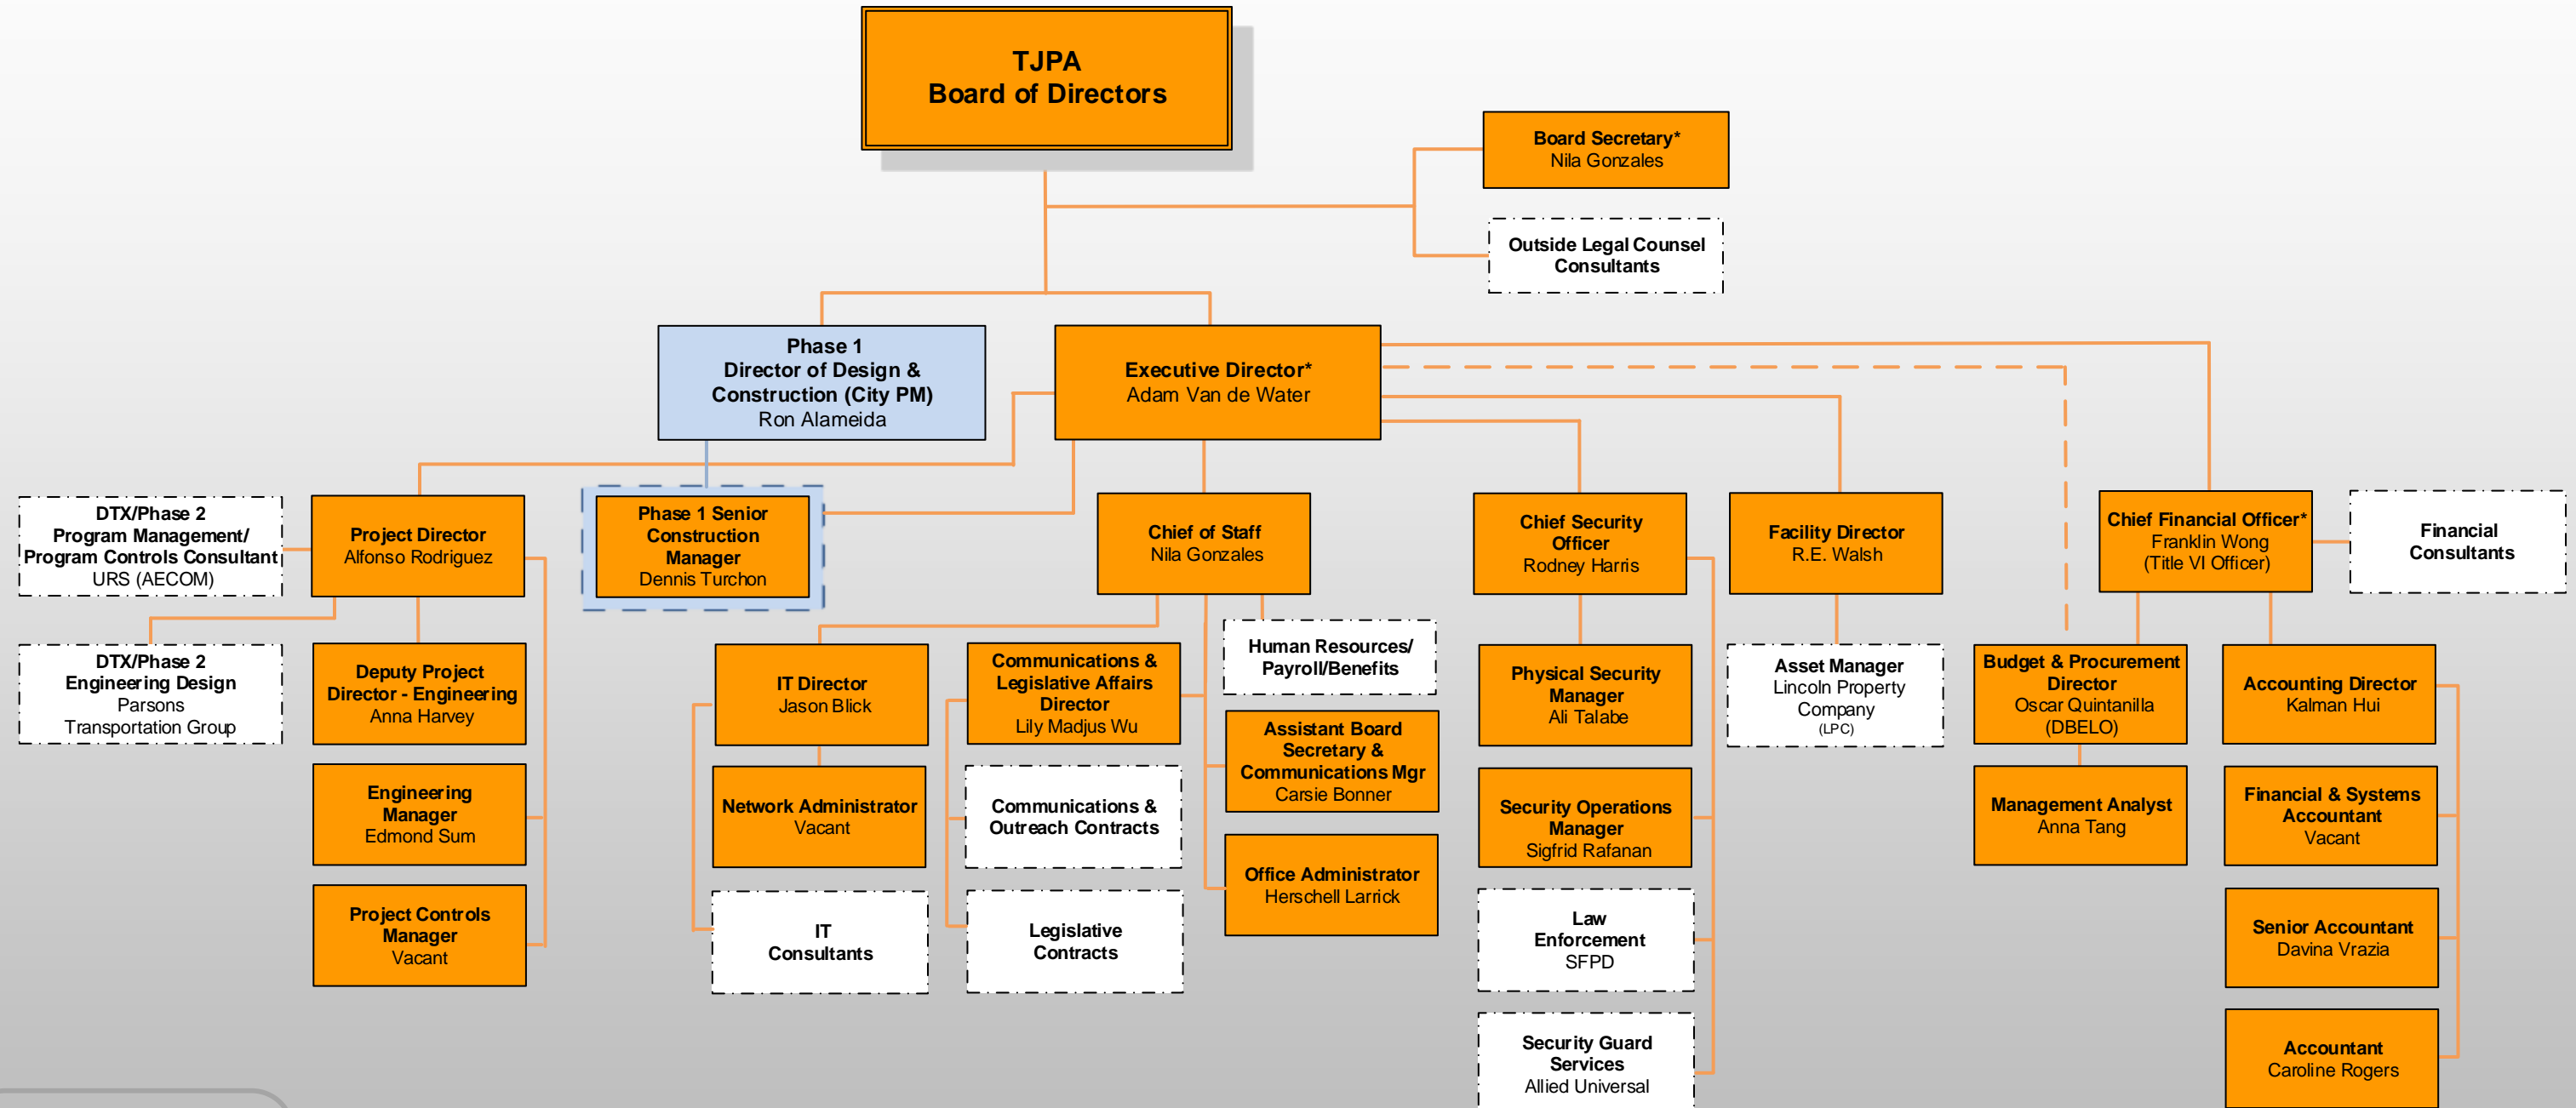 TJPA
Board of Directors
Board Secretary*
Nila Gonzales
Outside Legal Counsel
Consultants
Phase 1
Director of Design &
Construction (City PM)
Ron Alameida
Executive Director*
Adam Van de Water
DTX/Phase 2
Program Management/
Program Controls Consultant
URS (AECOM)
Project Director
Alfonso Rodriguez
Phase 1 Senior
Construction
Manager
Dennis Turchon
Chief of Staff
Nila Gonzales
Chief Security
Officer
Rodney Harris
Facility Director
R.E. Walsh
Chief Financial Officer*
Franklin Wong
(Title VI Officer)
Financial
Consultants
DTX/Phase 2
Engineering Design
Parsons
Transportation Group
Deputy Project
Director - Engineering
Anna Harvey
IT Director
Jason Blick
Communications &
Legislative Affairs
Director
Lily Madjus Wu
Human Resources/
Payroll/Benefits
Physical Security
Manager
Ali Talabe
Asset Manager
Lincoln Property
Company
(LPC)
Budget & Procurement
Director
Oscar Quintanilla
(DBELO)
Accounting Director
Kalman Hui
Assistant Board
Secretary &
Communications Mgr
Carsie Bonner
Engineering
Manager
Edmond Sum
Network Administrator
Vacant
Communications &
Outreach Contracts
Security Operations
Manager
Sigfrid Rafanan
Management Analyst
Anna Tang
Financial & Systems
Accountant
Vacant
Office Administrator
Herschell Larrick
Project Controls
Manager
Vacant
IT
Consultants
Legislative
Contracts
Law
Enforcement
SFPD
Senior Accountant
Davina Vrazia
Security Guard
Services
Allied Universal
Accountant
Caroline Rogers